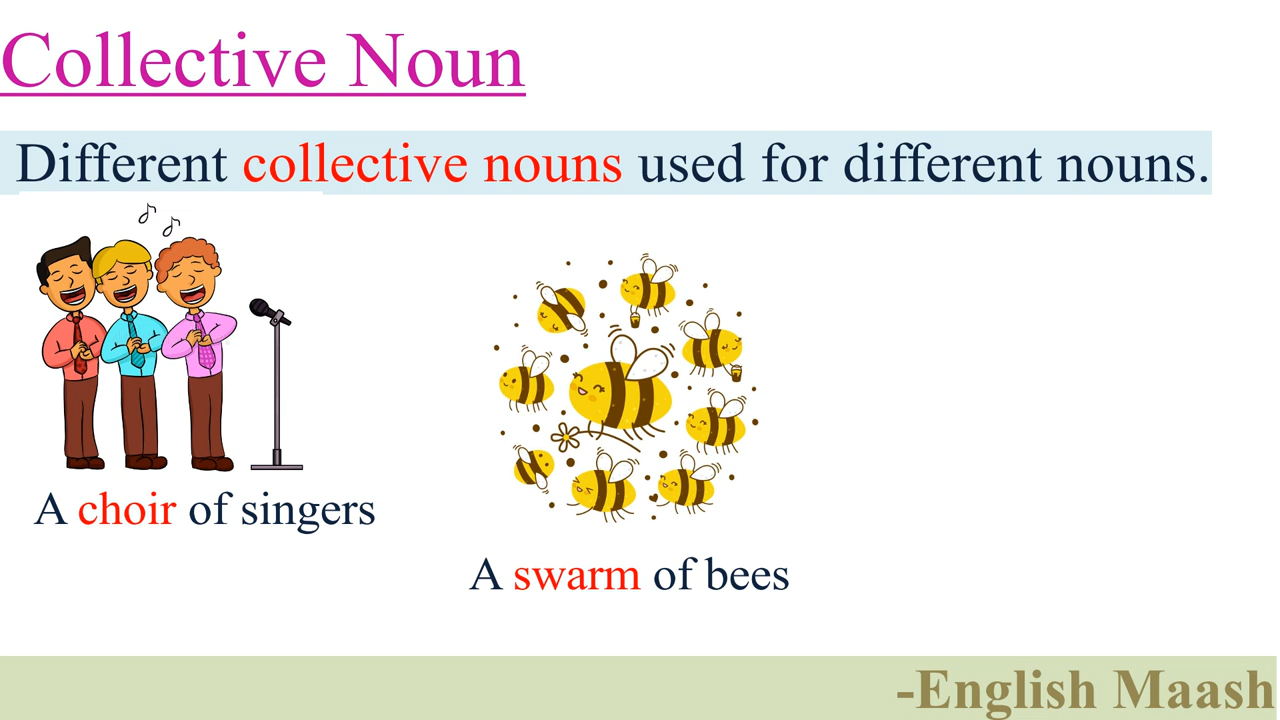 Collective Noun
Different collective nouns used for different nouns.
A choir of singers
A swarm of bees
-English Maash